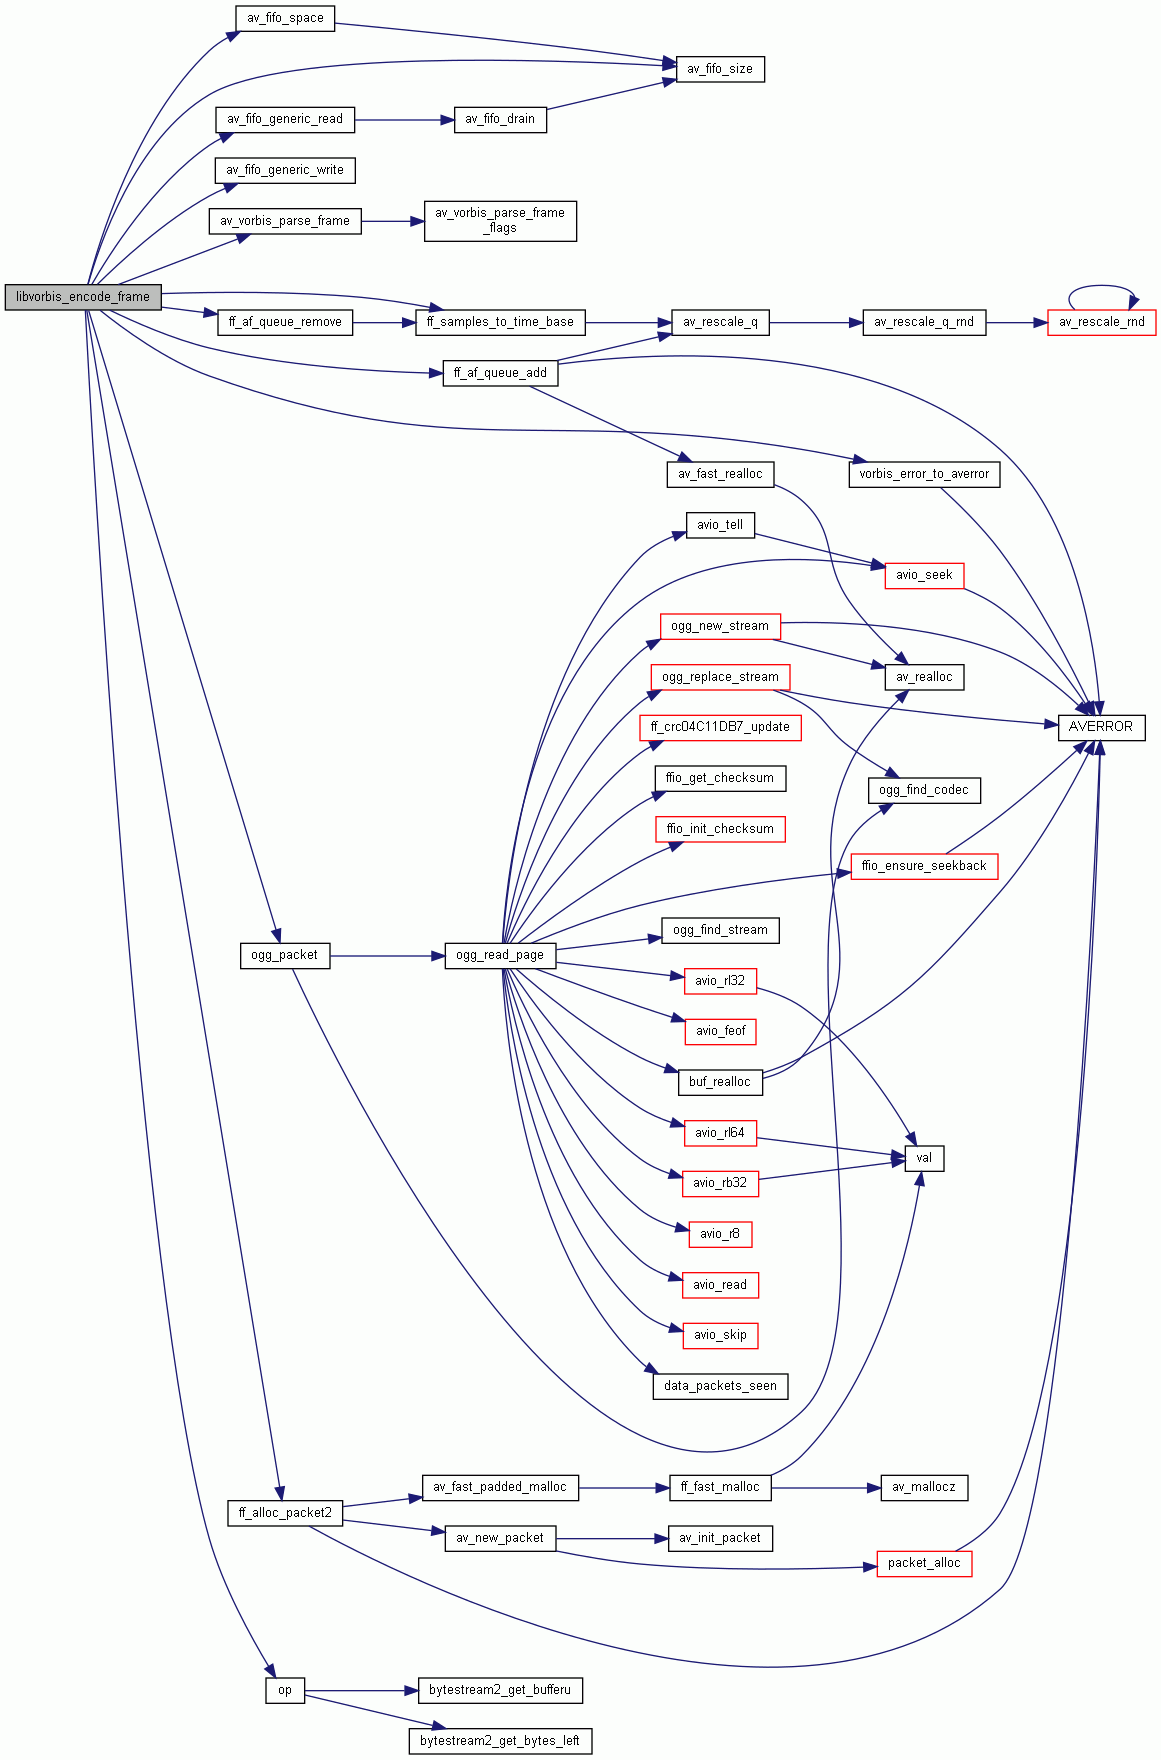 av_fifo_space
av_fifo_size
av_fifo_generic_read
av_fifo_drain
av_fifo_generic_write
av_vorbis_parse_frame
av_vorbis_parse_frame
_flags
libvorbis_encode_frame
ff_af_queue_remove
ff_samples_to_time_base
av_rescale_q
av_rescale_q_rnd
av_rescale_rnd
ff_af_queue_add
av_fast_realloc
vorbis_error_to_averror
avio_tell
avio_seek
ogg_new_stream
ogg_replace_stream
av_realloc
ff_crc04C11DB7_update
AVERROR
ffio_get_checksum
ogg_find_codec
ffio_init_checksum
ffio_ensure_seekback
ogg_packet
ogg_read_page
ogg_find_stream
avio_rl32
avio_feof
buf_realloc
avio_rl64
val
avio_rb32
avio_r8
avio_read
avio_skip
data_packets_seen
ff_alloc_packet2
av_fast_padded_malloc
ff_fast_malloc
av_mallocz
av_new_packet
av_init_packet
packet_alloc
op
bytestream2_get_bufferu
bytestream2_get_bytes_left